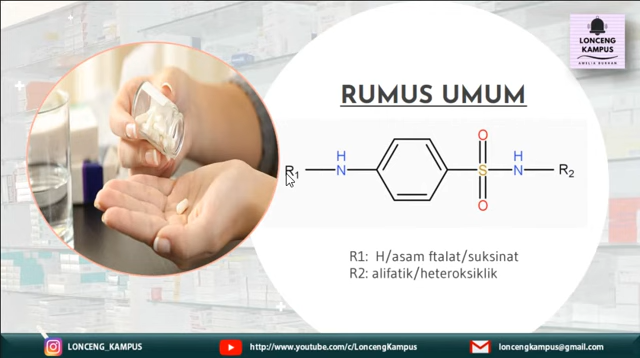 LONCENG
KAMPUS
RUMUS UMUM
R1
H
N
O
S
O
H
N
R2
R1: H/asam ftalat/suksinat
R2: alifatik/heteroksiklik
LONCENG_KAMPUS
http://www.youtube.com/c/LoncengKampus
loncengkampus@gmail.com